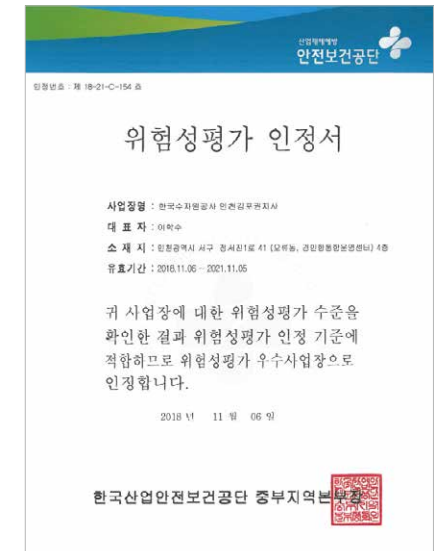 산업재해예방
안전보건공단
인정번호 : 제 18-21-C-154 호
위험성평가 인정서
사업장명 : 한국수자원공사 인천김포권지사
대 표 자 : 이학수
소 재 지 : 인천광역시 서구 정서진1로 41 (오류동, 경인항통합운영센터) 4층
유효기간 : 2018.11.06 ~ 2021.11.05
귀 사업장에 대한 위험성평가 수준을
확인한 결과 위험성평가 인정 기준에
적합하므로 위험성평가 우수사업장으로
인정합니다.
2018 년 11 월 06 일
한국산업안전보건공단 중부지역본부장